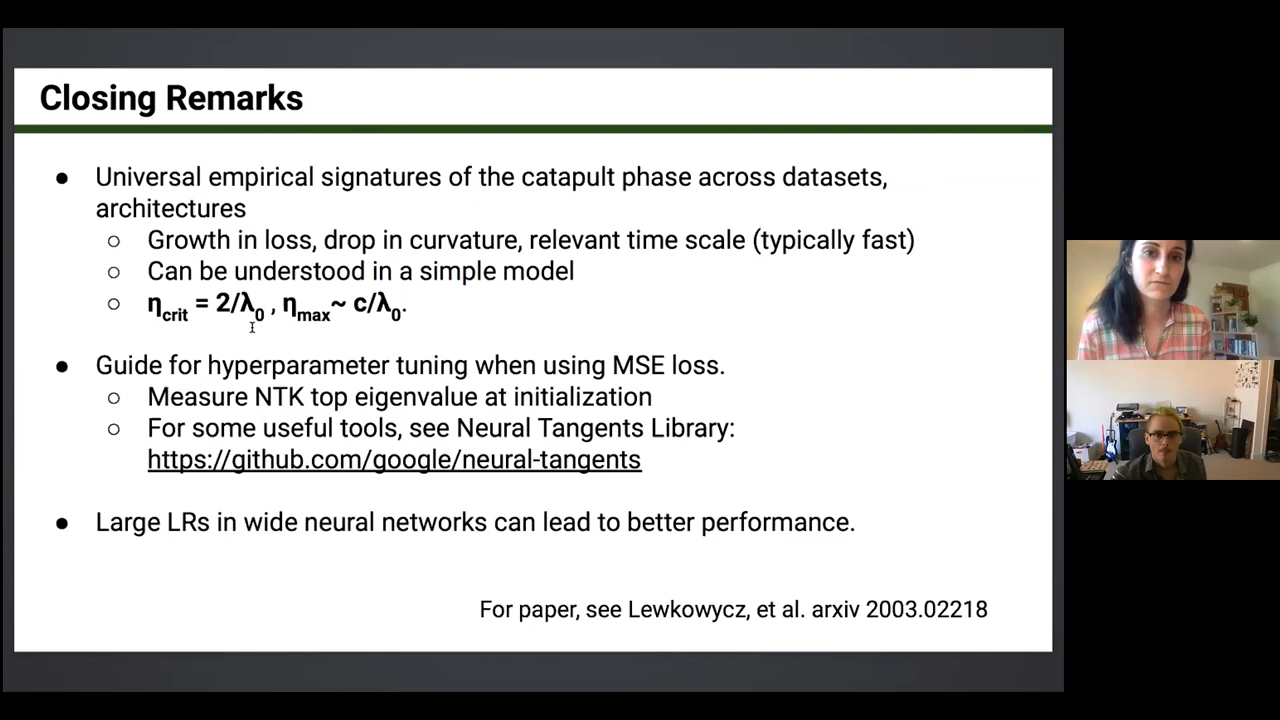 Closing Remarks
● Universal empirical signatures of the catapult phase across datasets,
architectures
○ Growth in loss, drop in curvature, relevant time scale (typically fast)
○ Can be understood in a simple model
○ η_crit = 2/λ_0 , η_max ~ c/λ_0.
● Guide for hyperparameter tuning when using MSE loss.
○ Measure NTK top eigenvalue at initialization
○ For some useful tools, see Neural Tangents Library:
https://github.com/google/neural-tangents
● Large LRs in wide neural networks can lead to better performance.
For paper, see Lewkowycz, et al. arxiv 2003.02218